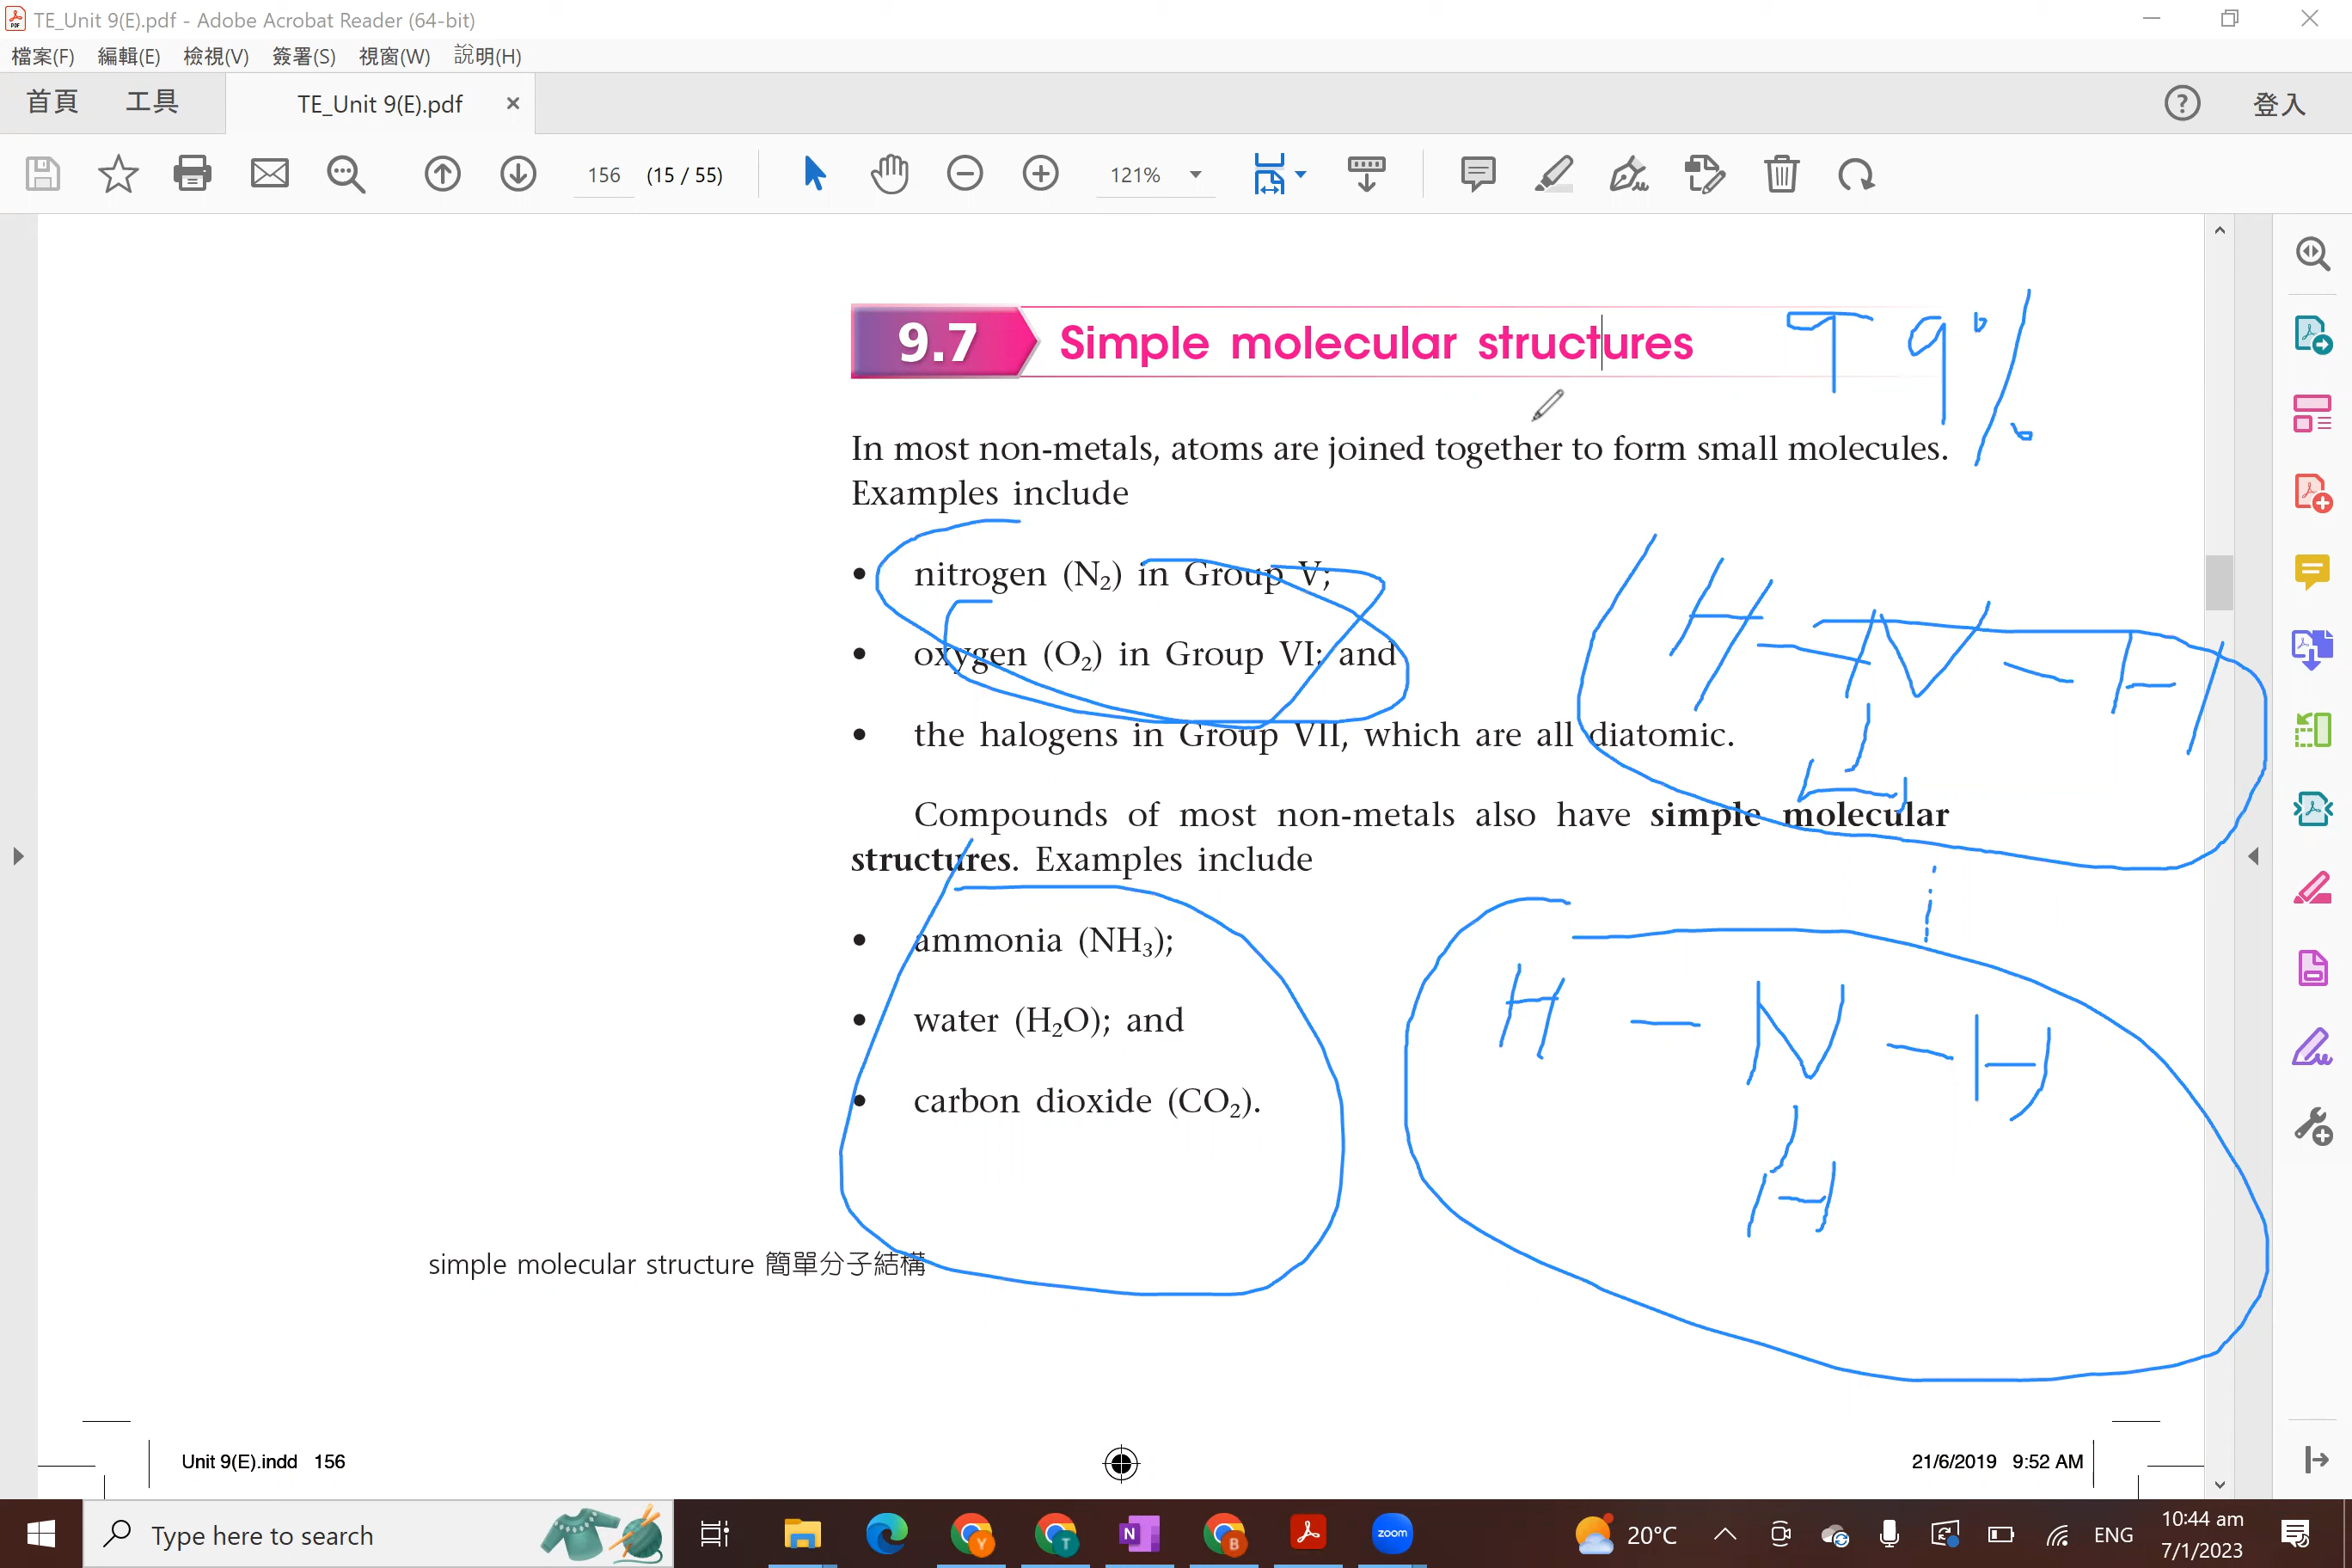 TE_Unit 9(E).pdf - Adobe Acrobat Reader (64-bit)
檔案(F) 編輯(E) 檢視(V) 簽署(S) 視窗(W) 說明(H)
首頁 工具 TE_Unit 9(E).pdf × ? 登入
156 (15 / 55) 121%
9.7 Simple molecular structures
9%
In most non-metals, atoms are joined together to form small molecules.
Examples include
• nitrogen (N₂) in Group V;
• oxygen (O₂) in Group VI; and
H—N—H
• the halogens in Group VII, which are all diatomic.
H
Compounds of most non-metals also have simple molecular
structures. Examples include
• ammonia (NH₃);
• water (H₂O); and
H — N — H
• carbon dioxide (CO₂).
H
simple molecular structure 簡單分子結構
Unit 9(E).indd 156
21/6/2019 9:52 AM
Type here to search
zoom
20°C
ENG
10:44 am
7/1/2023